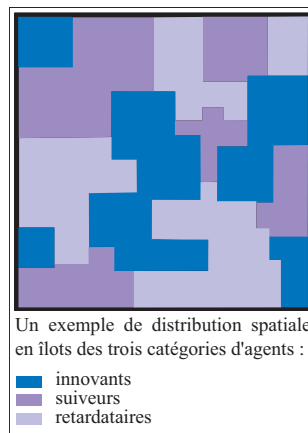 Un exemple de distribution spatiale
en îlots des trois catégories d'agents :
innovants
suiveurs
retardataires